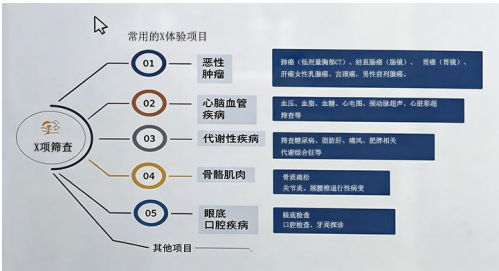 常用的X体验项目
X项筛查
01
恶性
肿瘤
肺癌（低剂量胸部CT）、结直肠癌（肠镜）、 胃癌（胃镜）、
肝癌女性乳腺癌、宫颈癌，男性前列腺癌。
02
心脑血管
疾病
血压、血脂、血糖、心电图、颈动脉超声、心脏彩超
筛查等
03
代谢性疾病
筛查糖尿病、脂肪肝、痛风、肥胖相关
代谢综合征等
04
骨骼肌肉
骨质疏松
关节炎、颈腰椎退行性病变
05
眼底
口腔疾病
眼底检查
口腔检查、牙周探诊
其他项目